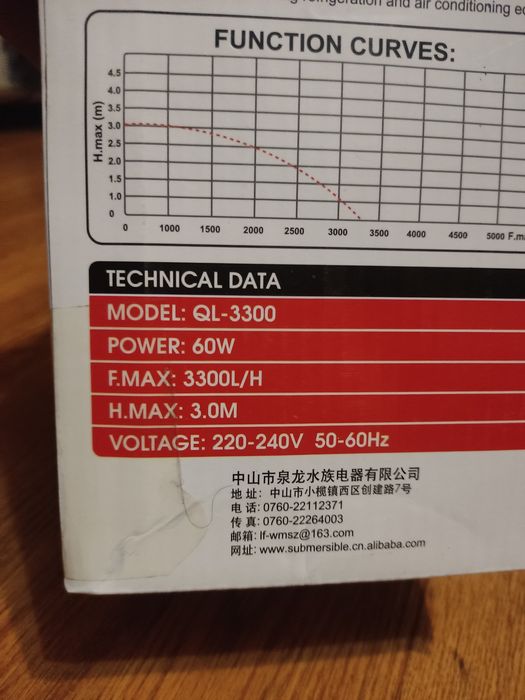 refrigeration and air conditioning
FUNCTION CURVES:
H.max (m)
4.5
4.0
3.5
3.0
2.5
2.0
1.5
1.0
0
0 1000 1500 2000 2500 3000 3500 4000 4500 5000 F.m
TECHNICAL DATA
MODEL: QL-3300
POWER: 60W
F.MAX: 3300L/H
H.MAX: 3.0M
VOLTAGE: 220-240V 50-60Hz
中山市泉龙水族电器有限公司
地 址: 中山市小榄镇西区创建路7号
电 话: 0760-22112371
传 真: 0760-22264003
邮箱: lf-wmsz@163.com
网址: www.submersible.cn.alibaba.com